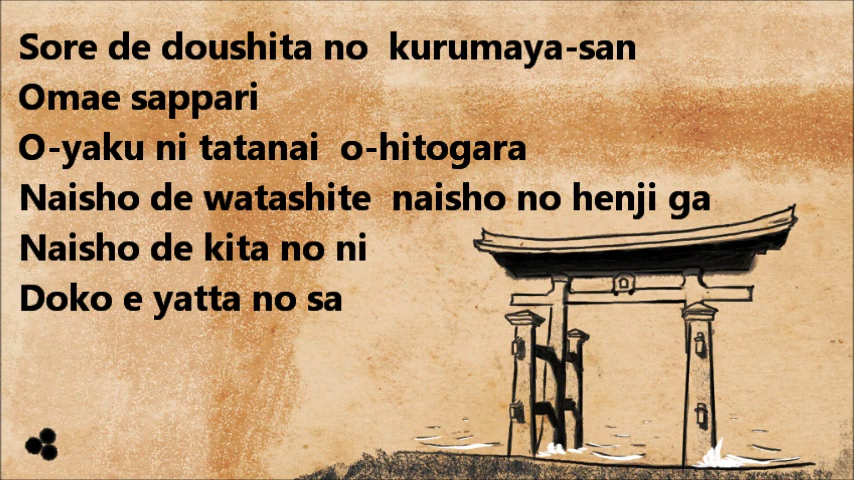 Sore de doushita no kurumaya-san
Omae sappari
O-yaku ni tatanai o-hitogara
Naisho de watashite naisho no henji ga
Naisho de kita no ni
Doko e yatta no sa